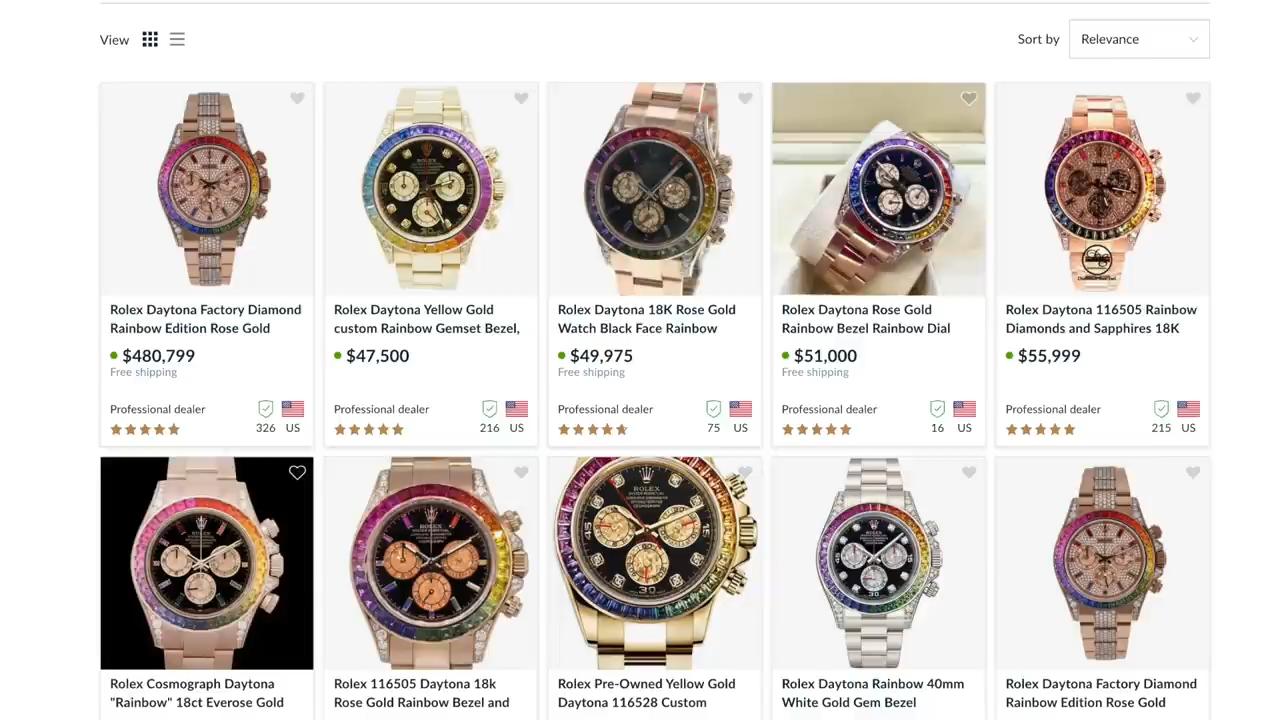 View
Sort by
Relevance
Rolex Daytona Factory Diamond
Rainbow Edition Rose Gold
$480,799
Free shipping
Professional dealer
326
US
Rolex Daytona Yellow Gold
custom Rainbow Gemset Bezel,
$47,500
Professional dealer
216
US
Rolex Daytona 18K Rose Gold
Watch Black Face Rainbow
$49,975
Free shipping
Professional dealer
75
US
Rolex Daytona Rose Gold
Rainbow Bezel Rainbow Dial
$51,000
Free shipping
Professional dealer
16
US
Rolex Daytona 116505 Rainbow
Diamonds and Sapphires 18K
$55,999
Professional dealer
215
US
Rolex Cosmograph Daytona
"Rainbow" 18ct Everose Gold
ROLEX
Rolex 116505 Daytona 18k
Rose Gold Rainbow Bezel and
ROLEX
45
15
30
Rolex Pre-Owned Yellow Gold
Daytona 116528 Custom
30
Rolex Daytona Rainbow 40mm
White Gold Gem Bezel
Rolex Daytona Factory Diamond
Rainbow Edition Rose Gold